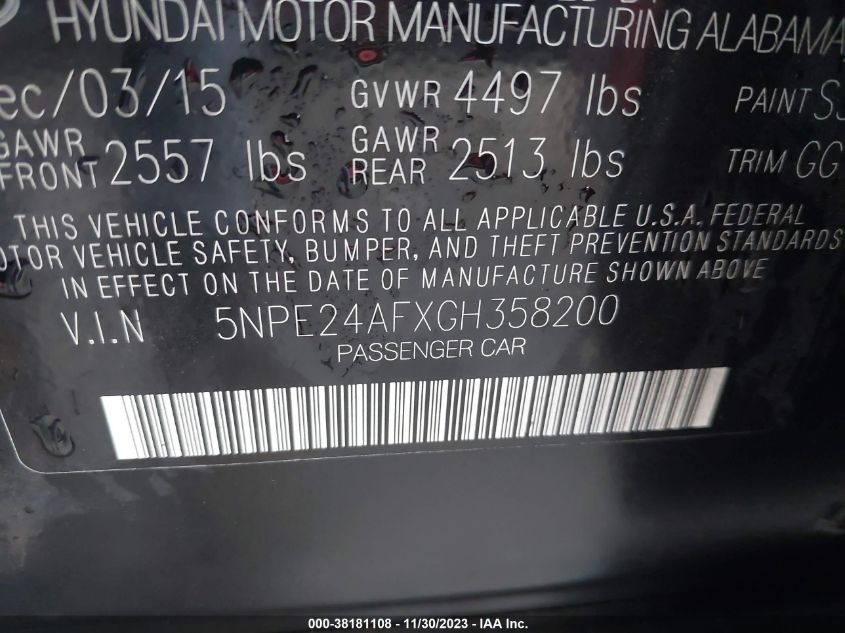 HYUNDAI MOTOR MANUFACTURING ALABAMA
ec/03/15 GVWR 4497 lbs PAINT S
GAWR FRONT 2557 lbs GAWR REAR 2513 lbs TRIM GG
THIS VEHICLE CONFORMS TO ALL APPLICABLE U.S.A. FEDERAL
OTOR VEHICLE SAFETY, BUMPER, AND THEFT PREVENTION STANDARDS
IN EFFECT ON THE DATE OF MANUFACTURE SHOWN ABOVE
V.I.N 5NPE24AFXGH358200
PASSENGER CAR
000-38181108 - 11/30/2023 - IAA Inc.